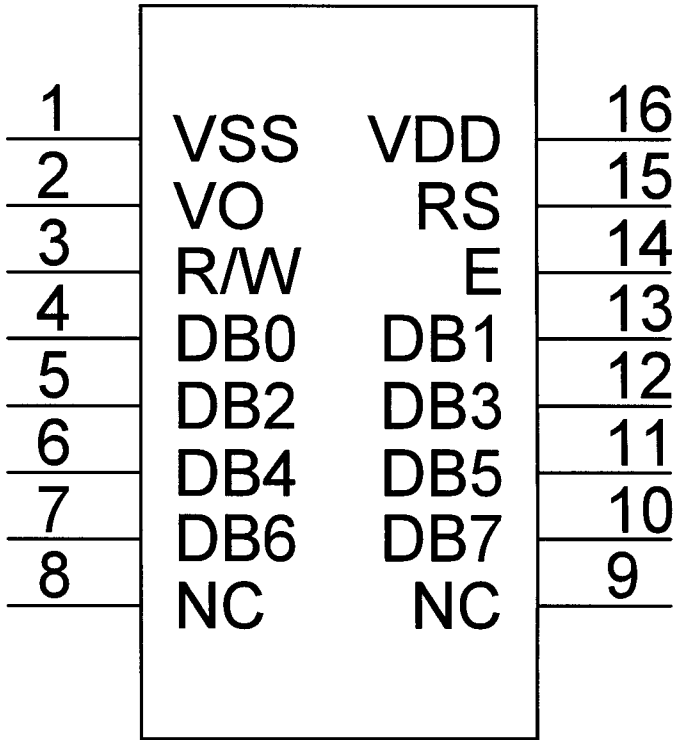 1 VSS VDD 16
2 VO RS 15
3 R/W E 14
4 DB0 DB1 13
5 DB2 DB3 12
6 DB4 DB5 11
7 DB6 DB7 10
8 NC NC 9